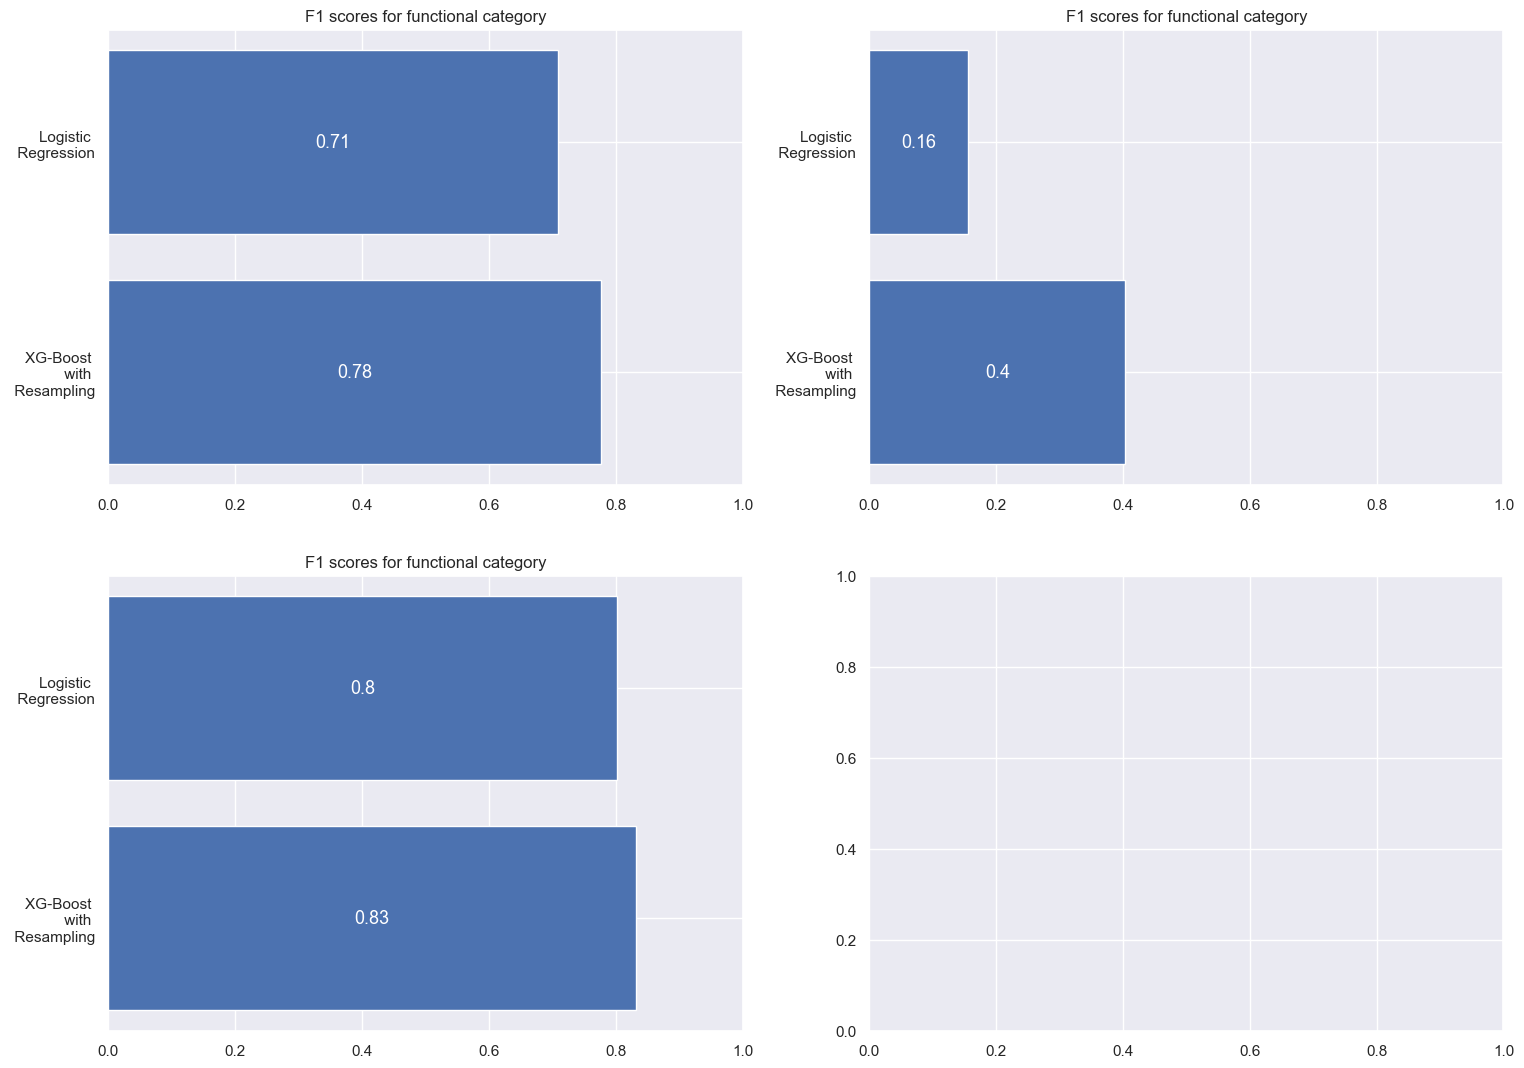 F1 scores for functional category
Logistic
Regression
0.71
XG-Boost
with
Resampling
0.78
0.0 0.2 0.4 0.6 0.8 1.0
F1 scores for functional category
Logistic
Regression
0.16
XG-Boost
with
Resampling
0.4
0.0 0.2 0.4 0.6 0.8 1.0
F1 scores for functional category
Logistic
Regression
0.8
XG-Boost
with
Resampling
0.83
0.0 0.2 0.4 0.6 0.8 1.0
1.0
0.8
0.6
0.4
0.2
0.0
0.0 0.2 0.4 0.6 0.8 1.0